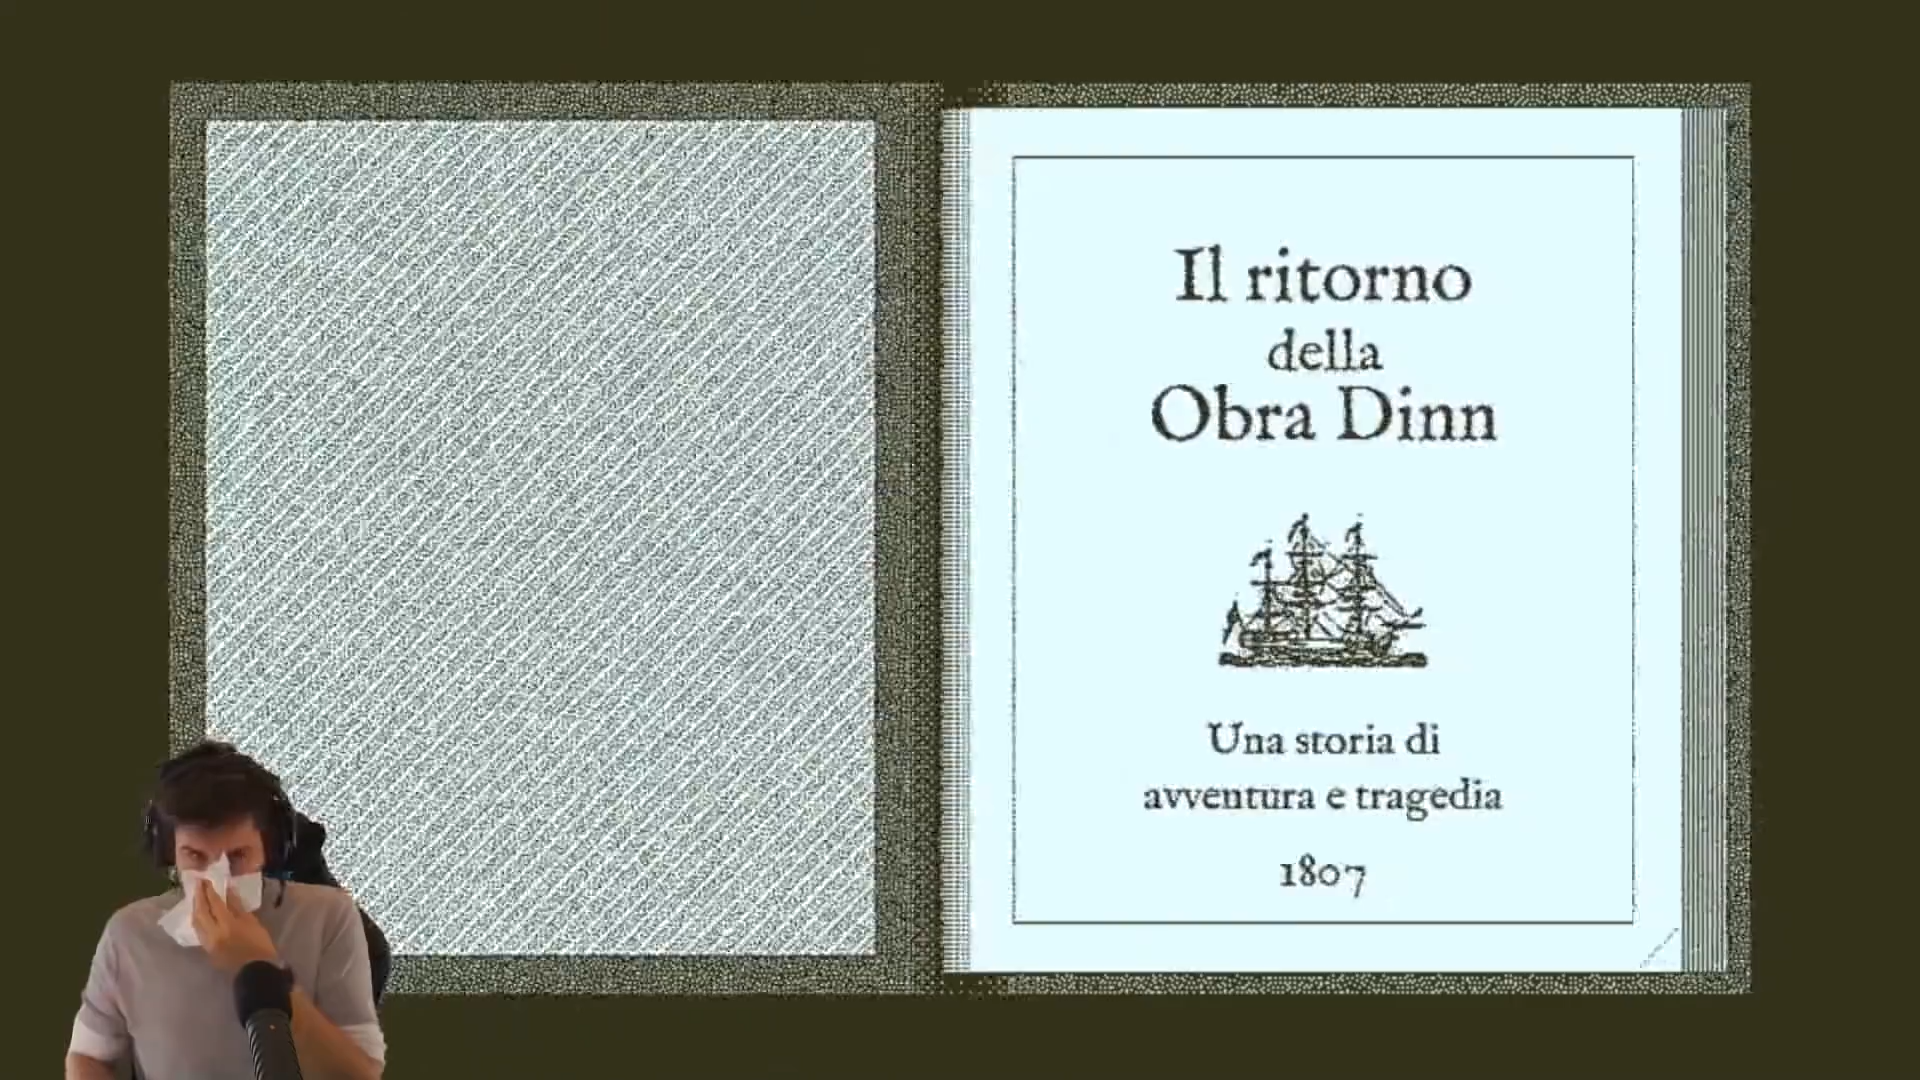 Il ritorno
della
Obra Dinn
Una storia di
avventura e tragedia
1807